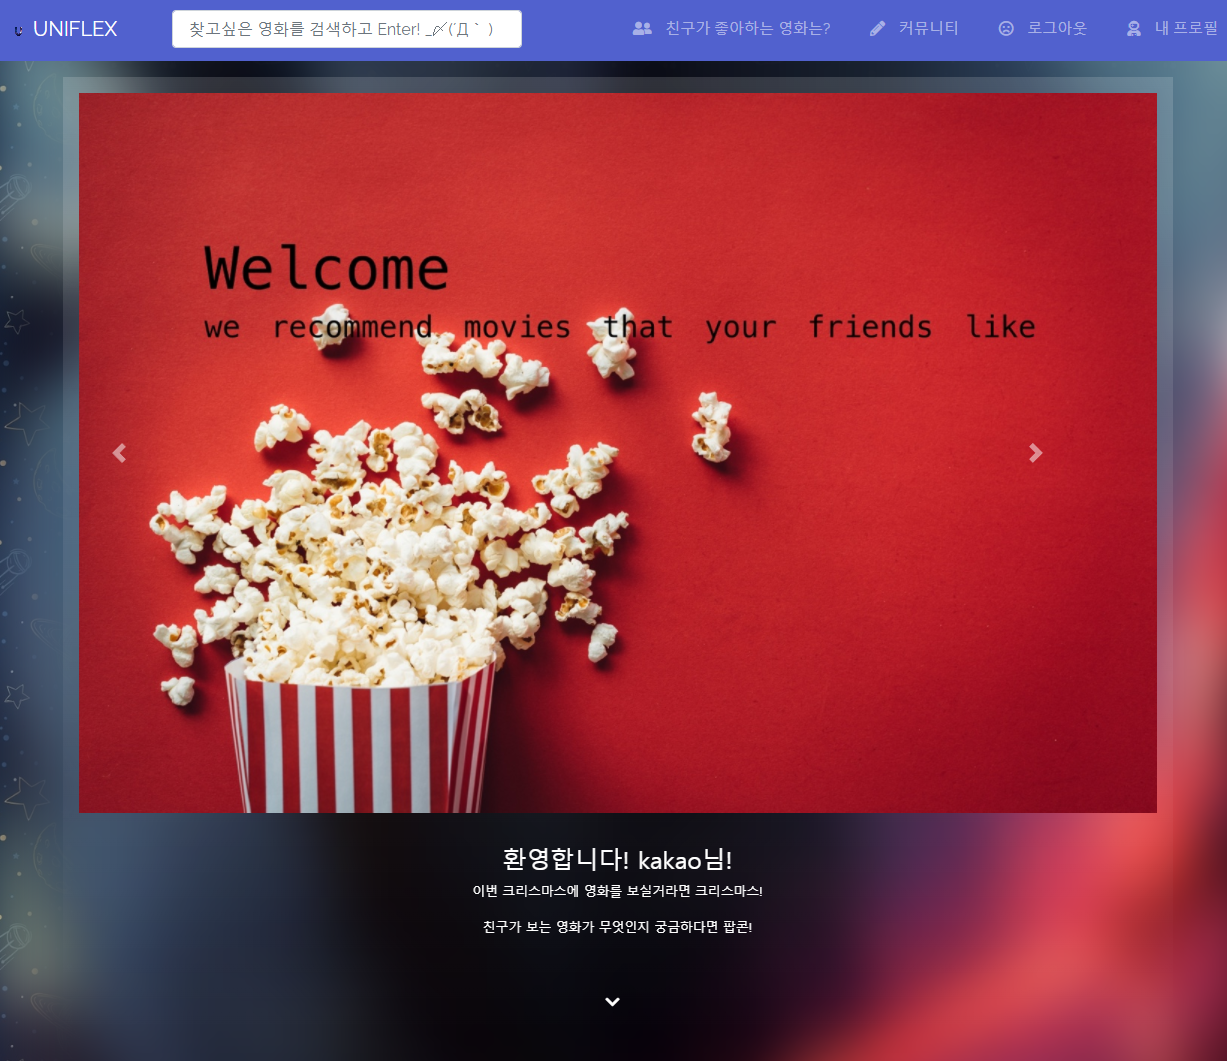 UNIFLEX
찾고싶은 영화를 검색하고 Enter! _〆(´Д｀ )
친구가 좋아하는 영화는?
커뮤니티
로그아웃
내 프로필
Welcome
we recommend movies that your friends like
환영합니다! kakao님!
이번 크리스마스에 영화를 보실거라면 크리스마스!
친구가 보는 영화가 무엇인지 궁금하다면 팝콘!